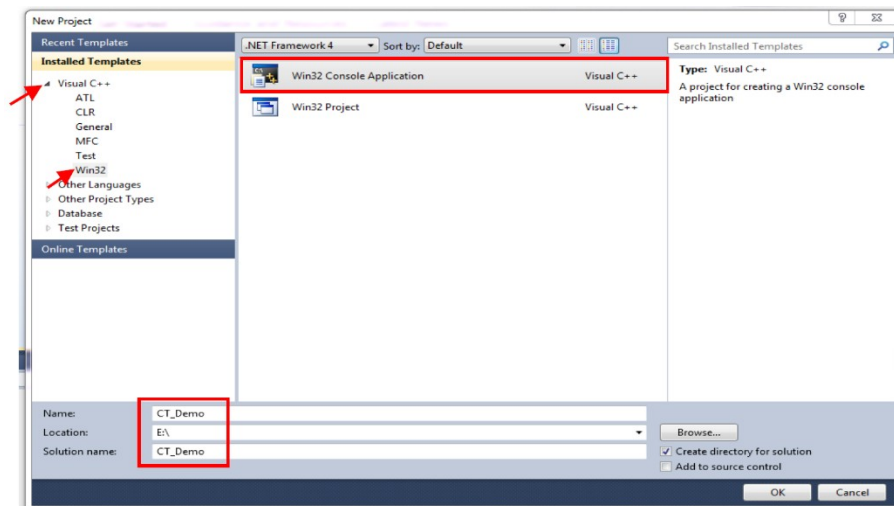 New Project
Recent Templates
Installed Templates
Visual C++
ATL
CLR
General
MFC
Test
Win32
Other Languages
Other Project Types
Database
Test Projects
Online Templates
.NET Framework 4 Sort by: Default
Win32 Console Application Visual C++
Win32 Project Visual C++
Search Installed Templates
Type: Visual C++
A project for creating a Win32 console
application
Name: CT_Demo
Location: E:\
Solution name: CT_Demo
Browse...
Create directory for solution
Add to source control
OK Cancel